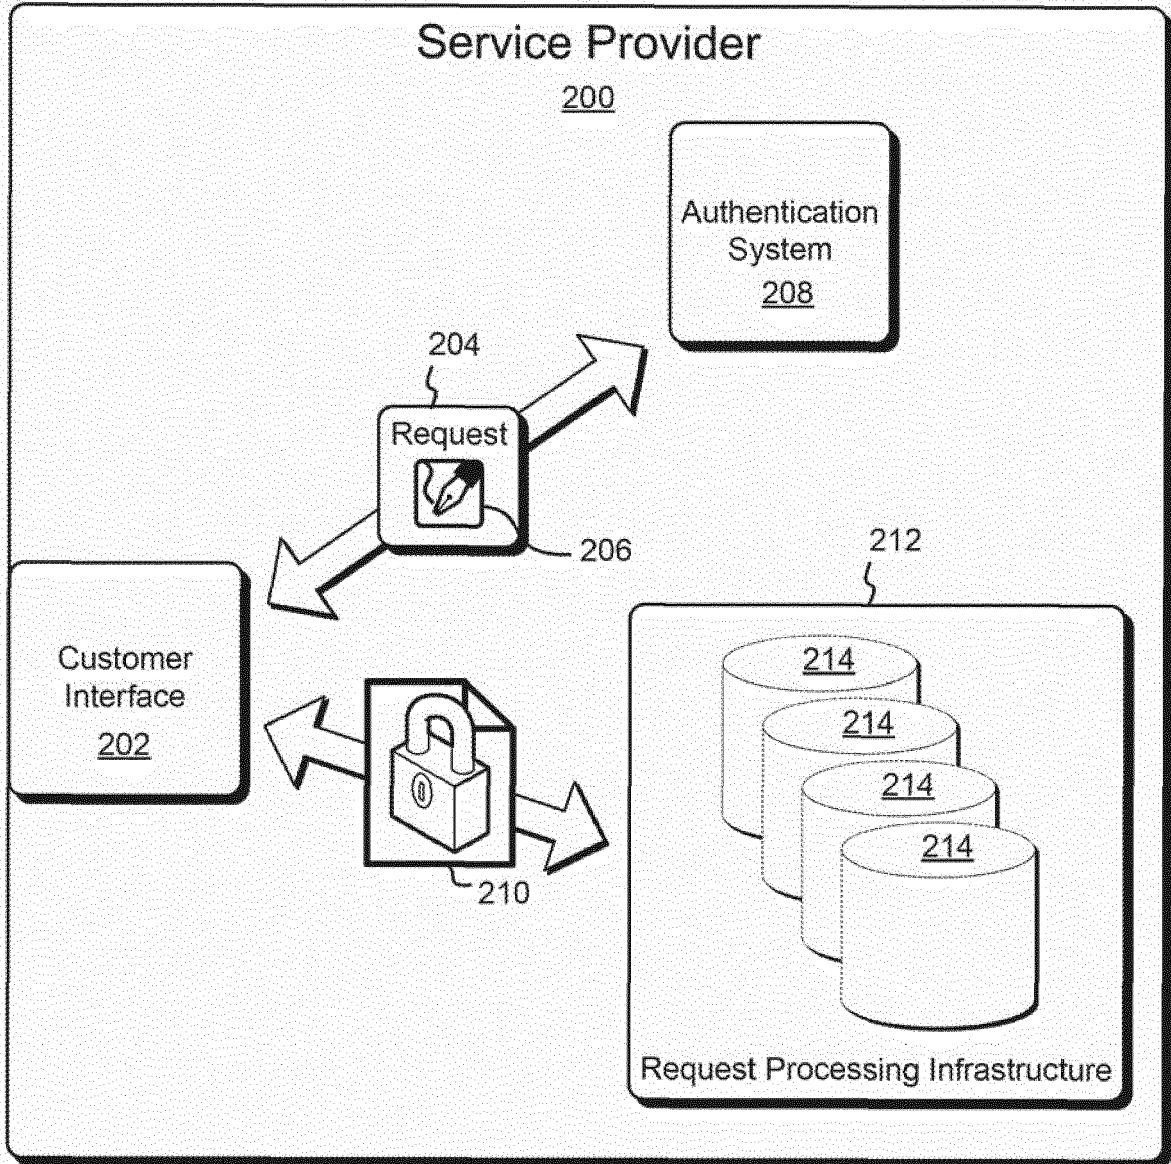 Service Provider
200
Authentication
System
208
204
Request
206
212
Customer
Interface
202
214
214
214
214
210
Request Processing Infrastructure